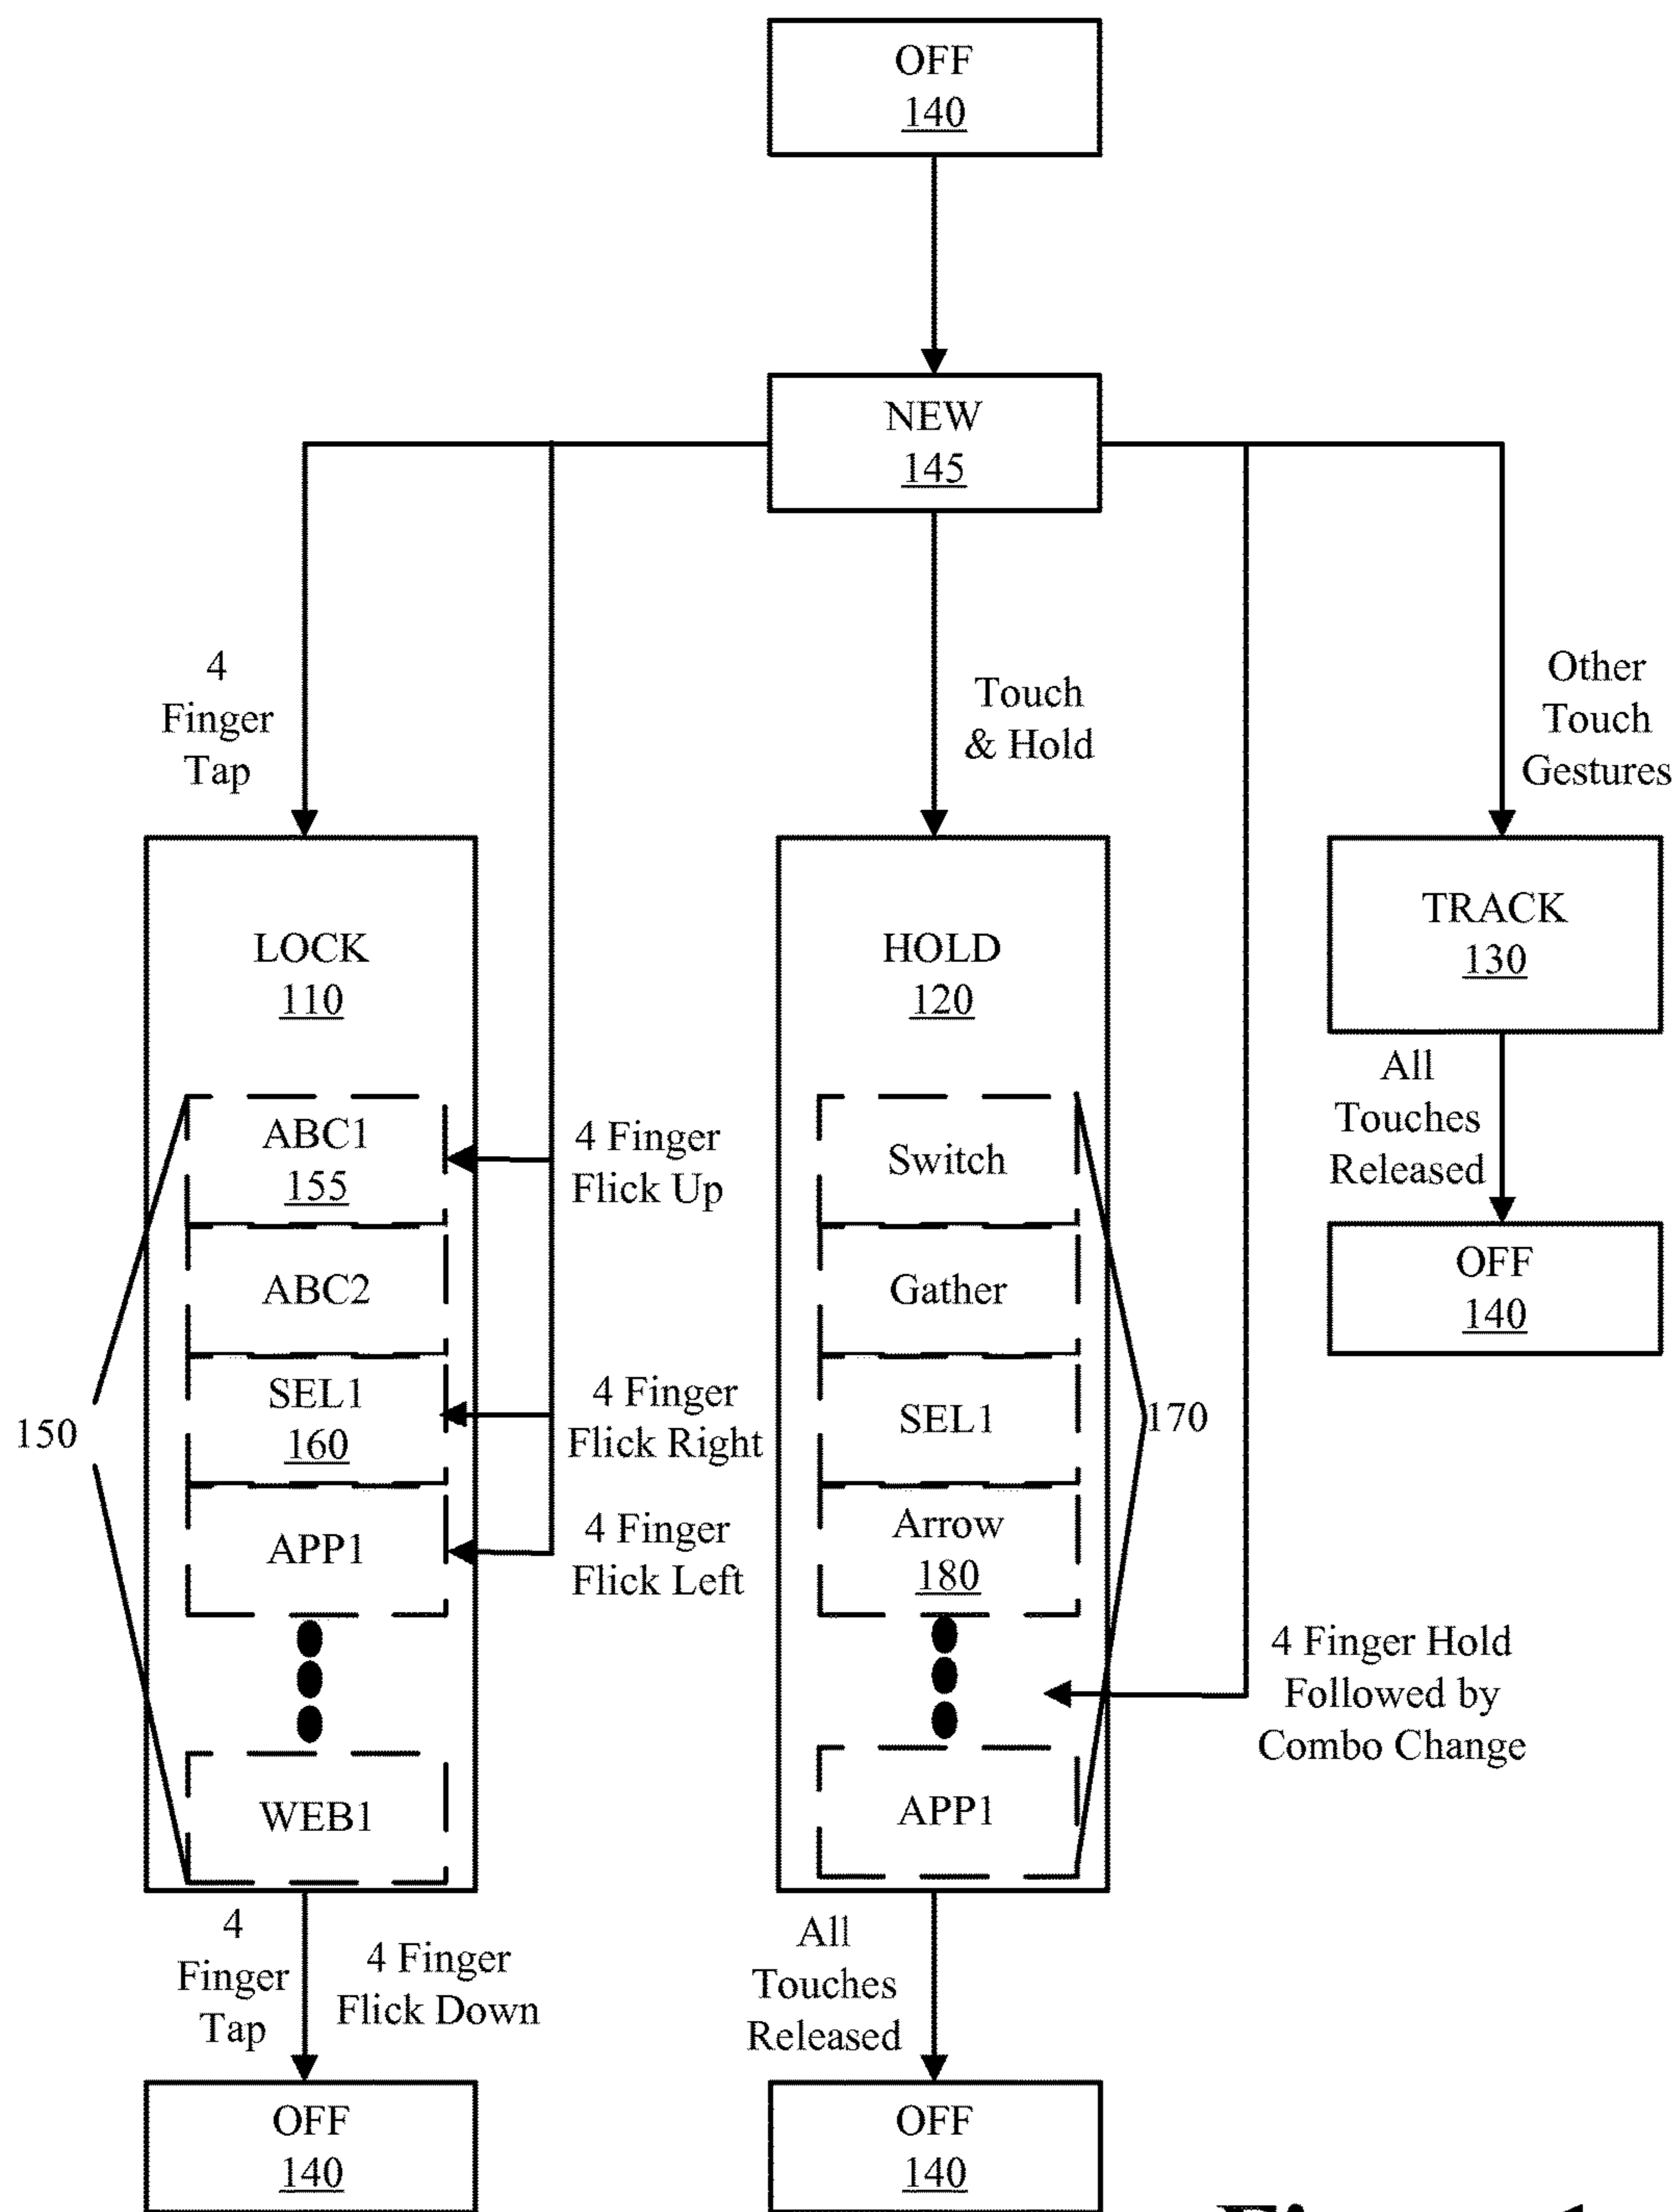 OFF
140
NEW
145
4
Finger
Tap
Touch
& Hold
Other
Touch
Gestures
LOCK
110
HOLD
120
TRACK
130
All
Touches
Released
OFF
140
ABC1
155
ABC2
SEL1
160
APP1
WEB1
150
4 Finger
Flick Up
4 Finger
Flick Right
4 Finger
Flick Left
Switch
Gather
SEL1
Arrow
180
APP1
170
4 Finger Hold
Followed by
Combo Change
4
Finger
Tap
4 Finger
Flick Down
All
Touches
Released
OFF
140
OFF
140